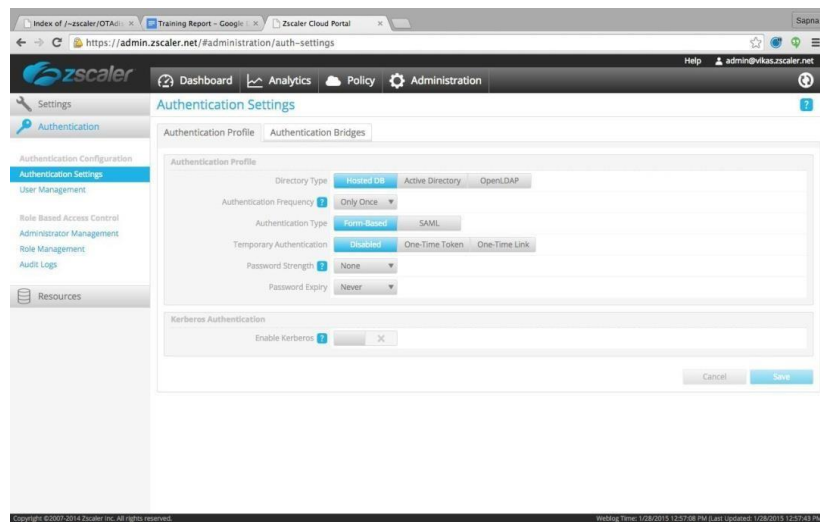 Index of /~zscaler/OTAdis
Training Report – Google
Zscaler Cloud Portal
Sapna
https://admin.zscaler.net/#administration/auth-settings
Help admin@vikas.zscaler.net
zscaler
Dashboard Analytics Policy Administration
Settings
Authentication
Authentication Configuration
Authentication Settings
User Management
Role Based Access Control
Administrator Management
Role Management
Audit Logs
Resources
Authentication Settings ?
Authentication Profile Authentication Bridges
Authentication Profile
Directory Type Hosted DB Active Directory OpenLDAP
Authentication Frequency ? Only Once
Authentication Type Form-Based SAML
Temporary Authentication Disabled One-Time Token One-Time Link
Password Strength ? None
Password Expiry Never
Kerberos Authentication
Enable Kerberos ?
Cancel Save
Copyright ©2007-2014 Zscaler Inc. All rights reserved.
Weblog Time: 1/28/2015 12:57:08 PM (Last Updated: 1/28/2015 12:57:43 PM